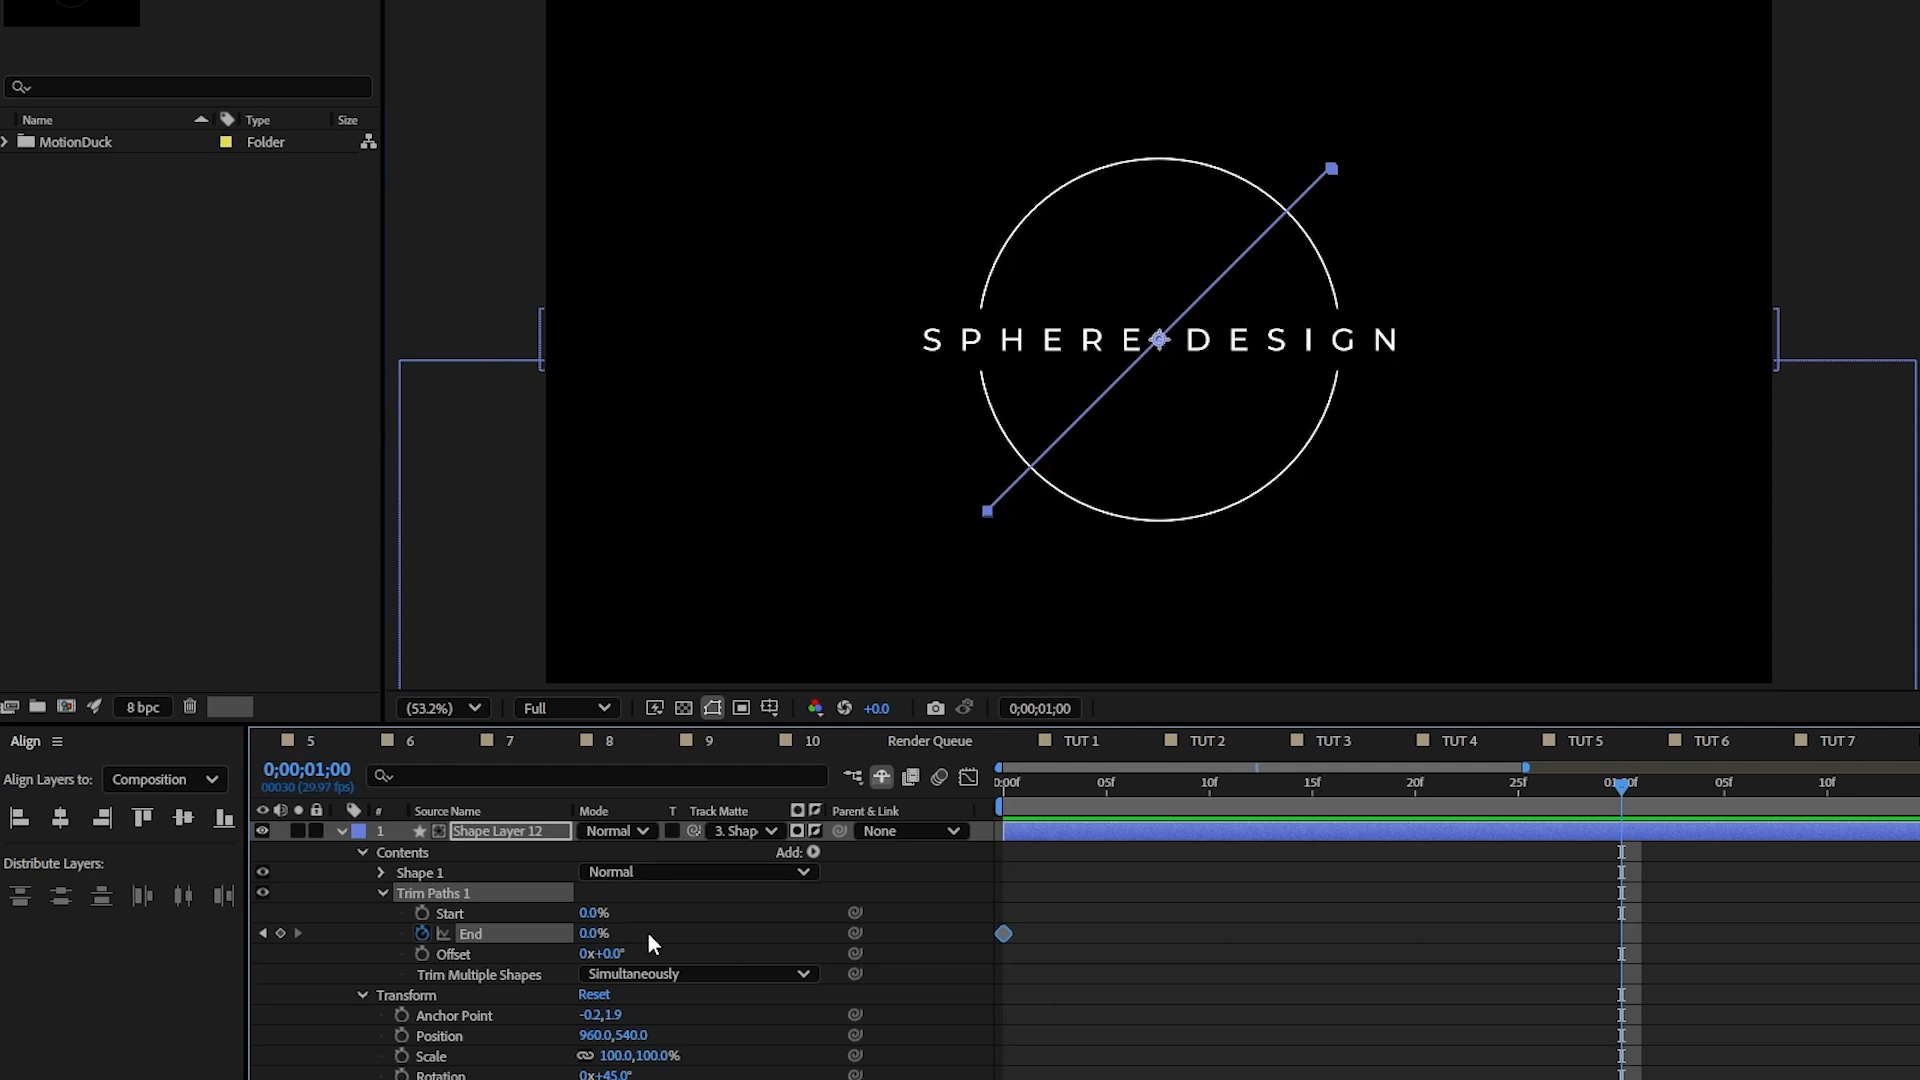 Name Type Size
MotionDuck Folder
SPHERE DESIGN
8 bpc
(53.2%) Full +0.0 0;00;01;00
Align
5 6 7 8 9 10 Render Queue TUT 1 TUT 2 TUT 3 TUT 4 TUT 5 TUT 6 TUT 7
Align Layers to: Composition
0;00;01;00
00030 (29.97 fps)
0:00f 05f 10f 15f 20f 25f 05f 10f
# Source Name Mode T Track Matte Parent & Link
1 Shape Layer 12 Normal 3. Shap None
Contents Add:
Distribute Layers:
Shape 1 Normal
Trim Paths 1
Start 0.0%
End 0.0%
Offset 0x+0.0°
Trim Multiple Shapes Simultaneously
Transform Reset
Anchor Point -0.2,1.9
Position 960.0,540.0
Scale 100.0,100.0%
Rotation 0x+45.0°